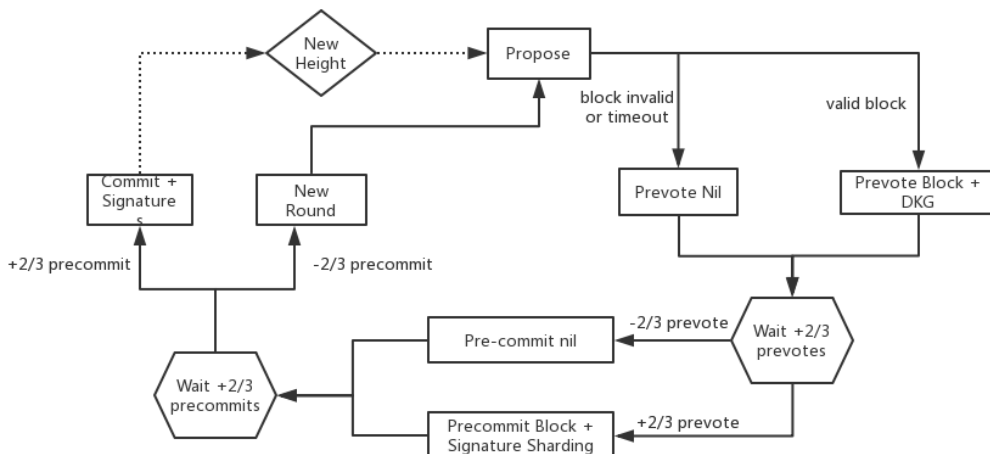 New
Height
Propose
block invalid
or timeout
valid block
Commit +
Signature
s
New
Round
Prevote Nil
Prevote Block +
DKG
+2/3 precommit
-2/3 precommit
-2/3 prevote
Wait +2/3
prevotes
Pre-commit nil
Wait +2/3
precommits
Precommit Block +
Signature Sharding
+2/3 prevote